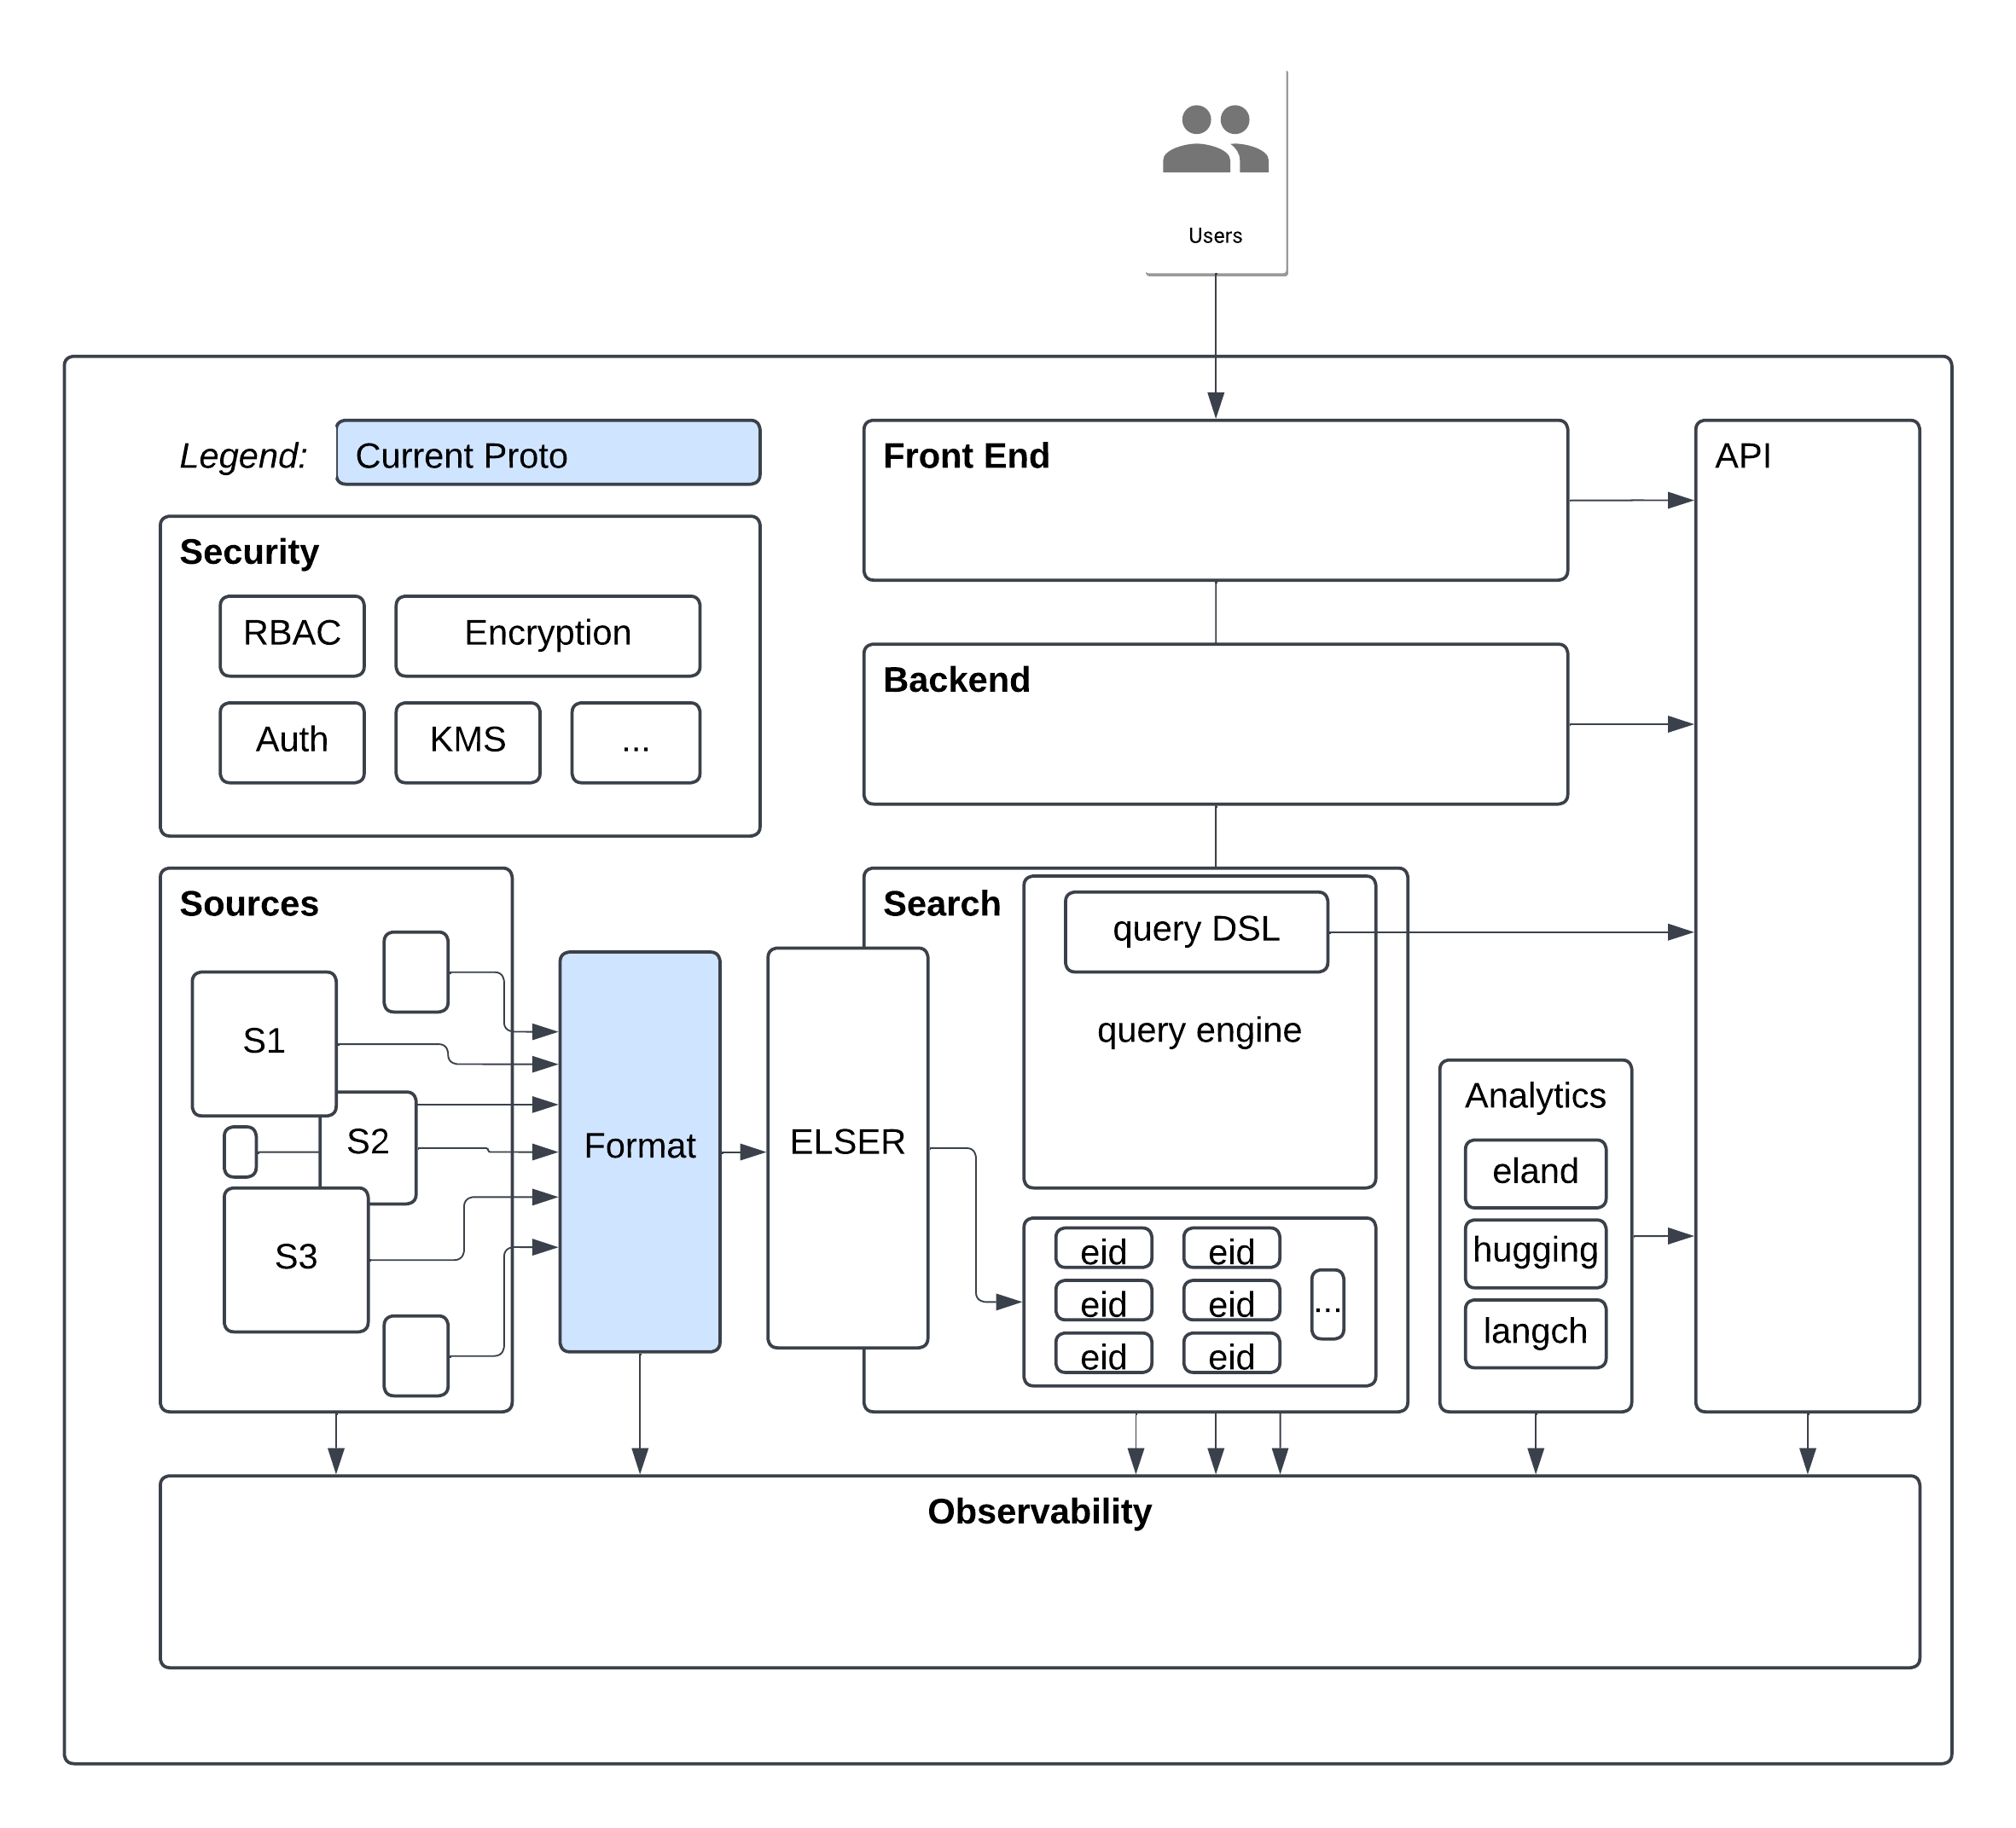 Users
Legend:
Current Proto
Front End
API
Security
RBAC
Encryption
Auth
KMS
...
Backend
Sources
S1
S2
S3
Format
ELSER
Search
query DSL
query engine
eid
eid
eid
eid
eid
eid
...
Analytics
eland
hugging
langch
Observability